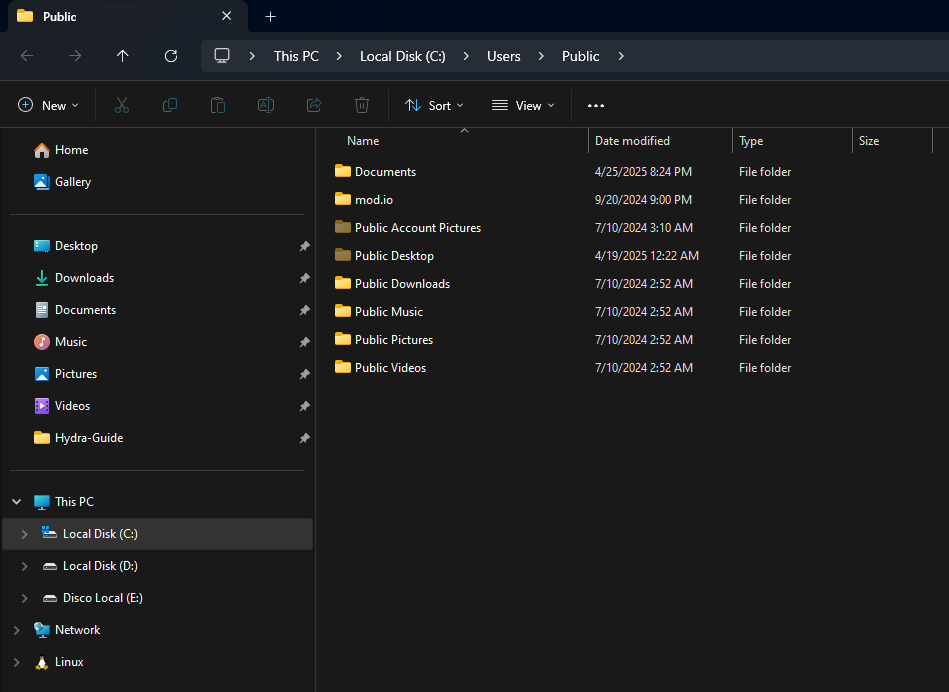 Public
This PC Local Disk (C:) Users Public
New Sort View
Name Date modified Type Size
Home
Gallery
Desktop
Downloads
Documents
Music
Pictures
Videos
Hydra-Guide
This PC
Local Disk (C:)
Local Disk (D:)
Disco Local (E:)
Network
Linux
Documents 4/25/2025 8:24 PM File folder
mod.io 9/20/2024 9:00 PM File folder
Public Account Pictures 7/10/2024 3:10 AM File folder
Public Desktop 4/19/2025 12:22 AM File folder
Public Downloads 7/10/2024 2:52 AM File folder
Public Music 7/10/2024 2:52 AM File folder
Public Pictures 7/10/2024 2:52 AM File folder
Public Videos 7/10/2024 2:52 AM File folder